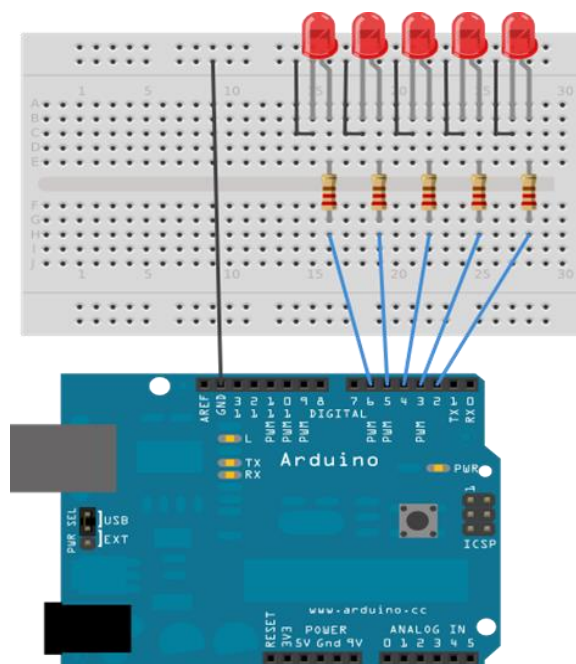 1 5 10 15 20 25 30
A
B
C
D
E
F
G
H
I
J
1 5 10 15 20 25 30
AREF
GND
13
12
11
10
9
8
7
6
5
4
3
2
1
0
PWM
PWM
PWM
PWM
PWM
PWM
TX
RX
DIGITAL
L
TX
RX
Arduino
PWR
1
ICSP
PWR SEL
USB
EXT
www.arduino.cc
POWER
ANALOG IN
RESET
3V3
5V Gnd 9V
0 1 2 3 4 5